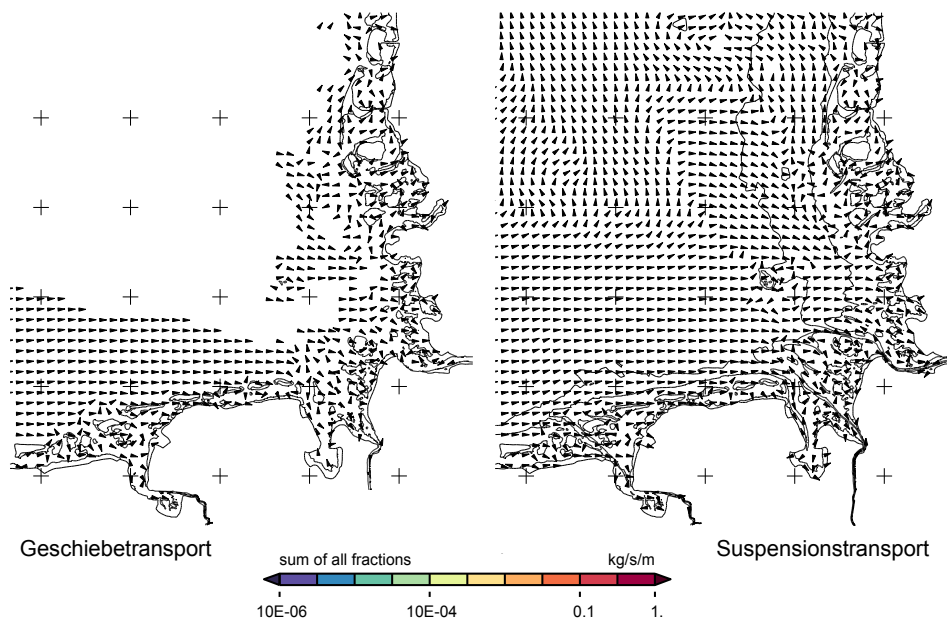 Geschiebetransport
Suspensionstransport
sum of all fractions kg/s/m
10E-06 10E-04 0.1 1.